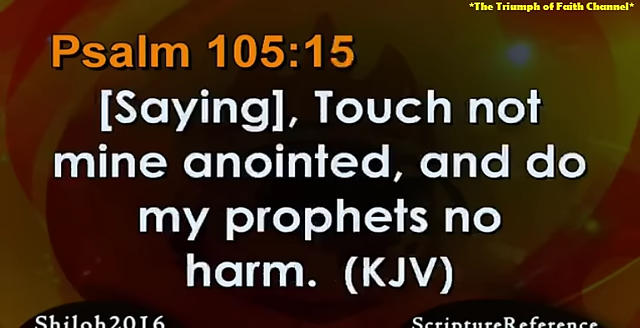 *The Triumph of Faith Channel*
Psalm 105:15
[Saying], Touch not
mine anointed, and do
my prophets no
harm. (KJV)
Shiloh2016
ScriptureReference